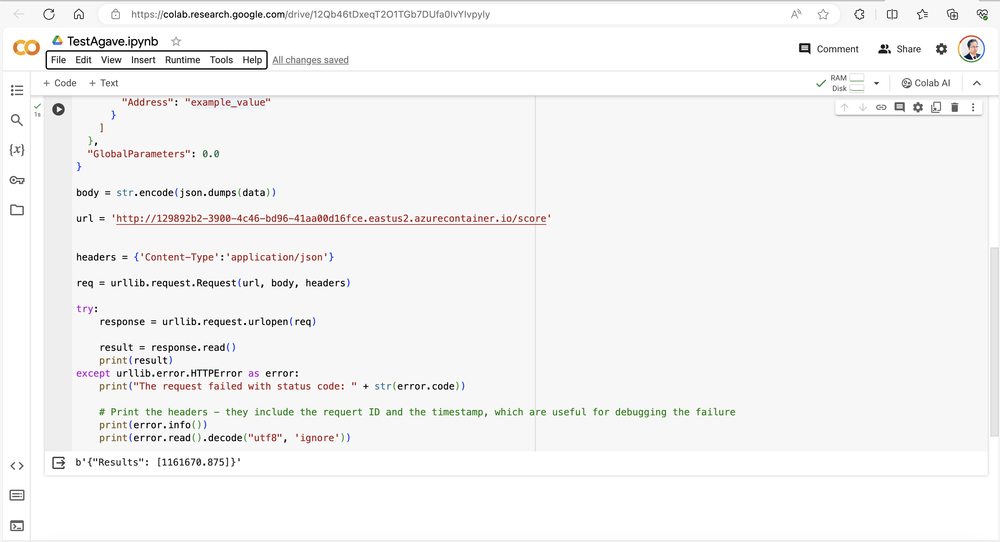 https://colab.research.google.com/drive/12Qb46tDxeqT2O1TGb7DUfa0IvYIvpyIy
TestAgave.ipynb
Comment
Share
File Edit View Insert Runtime Tools Help All changes saved
+ Code + Text
RAM
Disk
Colab AI
1s
"Address": "example_value"
}
]
},
"GlobalParameters": 0.0
}
body = str.encode(json.dumps(data))
url = 'http://129892b2-3900-4c46-bd96-41aa00d16fce.eastus2.azurecontainer.io/score'
headers = {'Content-Type':'application/json'}
req = urllib.request.Request(url, body, headers)
try:
response = urllib.request.urlopen(req)
result = response.read()
print(result)
except urllib.error.HTTPError as error:
print("The request failed with status code: " + str(error.code))
# Print the headers - they include the requert ID and the timestamp, which are useful for debugging the failure
print(error.info())
print(error.read().decode("utf8", 'ignore'))
b'{"Results": [1161670.875]}'